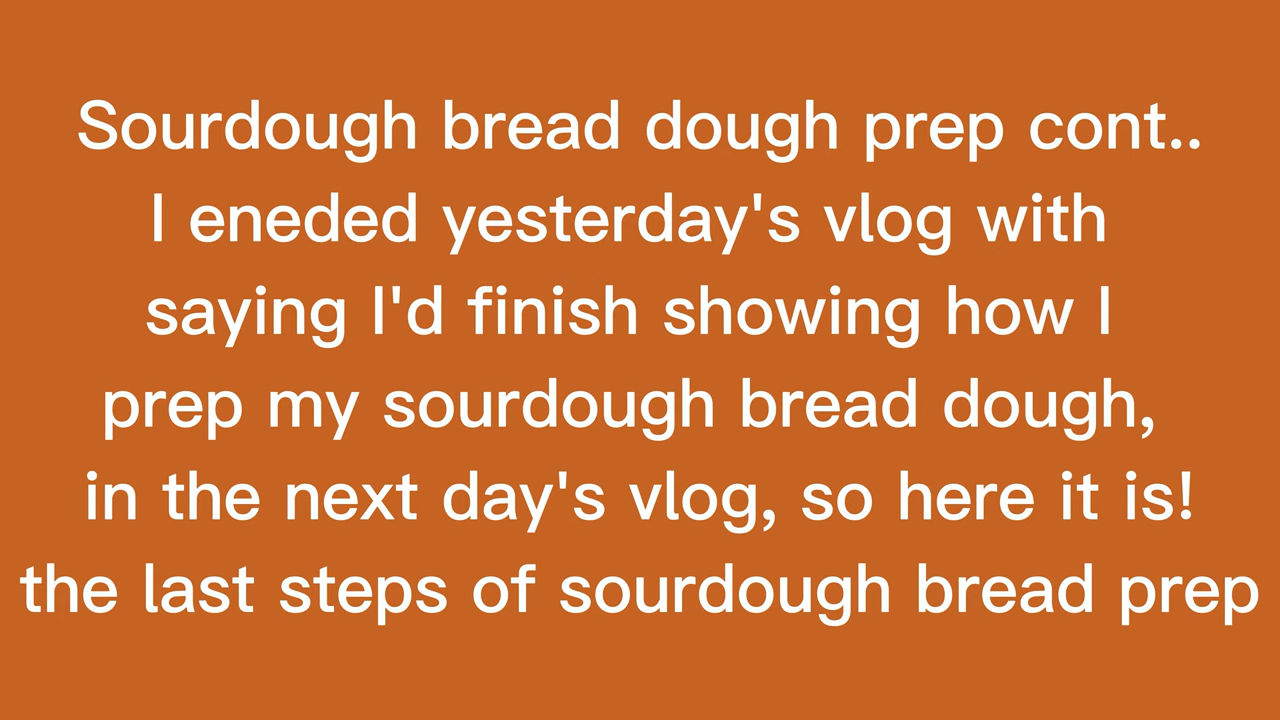 Sourdough bread dough prep cont..
I eneded yesterday's vlog with
saying I'd finish showing how I
prep my sourdough bread dough,
in the next day's vlog, so here it is!
the last steps of sourdough bread prep